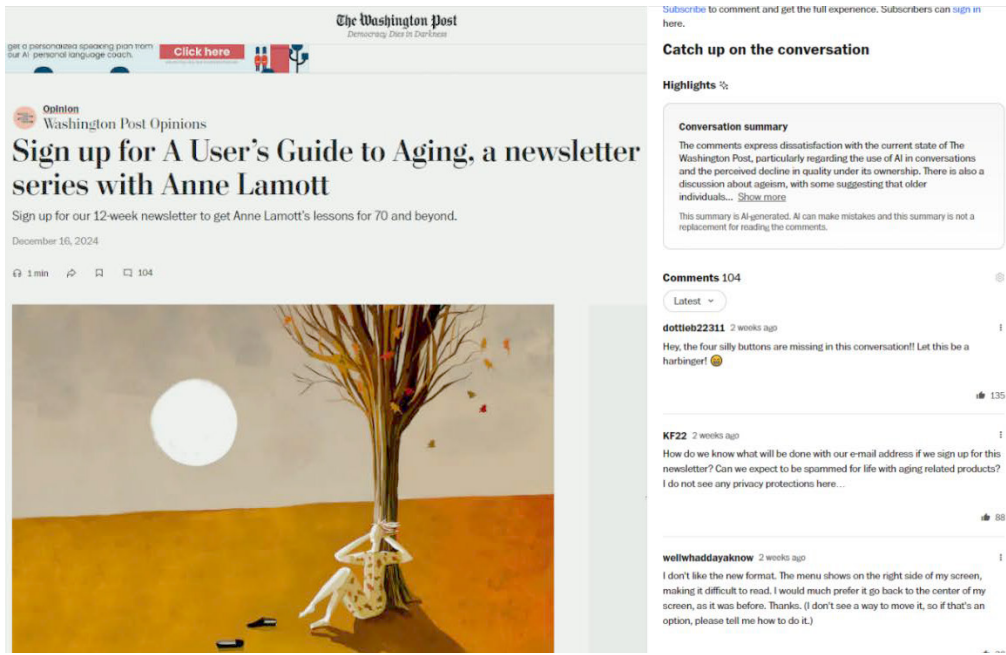 The Washington Post
Democracy Dies in Darkness
get a personalized speaking plan from
our AI personal language coach.
Click here
Opinion
Washington Post Opinions
Sign up for A User's Guide to Aging, a newsletter
series with Anne Lamott
Sign up for our 12-week newsletter to get Anne Lamott's lessons for 70 and beyond.
December 16, 2024
1 min
104
Subscribe to comment and get the full experience. Subscribers can sign in
here.
Catch up on the conversation
Highlights
Conversation summary
The comments express dissatisfaction with the current state of The
Washington Post, particularly regarding the use of AI in conversations
and the perceived decline in quality under its ownership. There is also a
discussion about ageism, with some suggesting that older
individuals... Show more
This summary is AI-generated. AI can make mistakes and this summary is not a
replacement for reading the comments.
Comments 104
Latest
dottieb22311 2 weeks ago
Hey, the four silly buttons are missing in this conversation!! Let this be a
harbinger! 😄
135
KF22 2 weeks ago
How do we know what will be done with our e-mail address if we sign up for this
newsletter? Can we expect to be spammed for life with aging related products?
I do not see any privacy protections here...
88
wellwhaddayaknow 2 weeks ago
I don't like the new format. The menu shows on the right side of my screen,
making it difficult to read. I would much prefer it go back to the center of my
screen, as it was before. Thanks. (I don't see a way to move it, so if that's an
option, please tell me how to do it.)